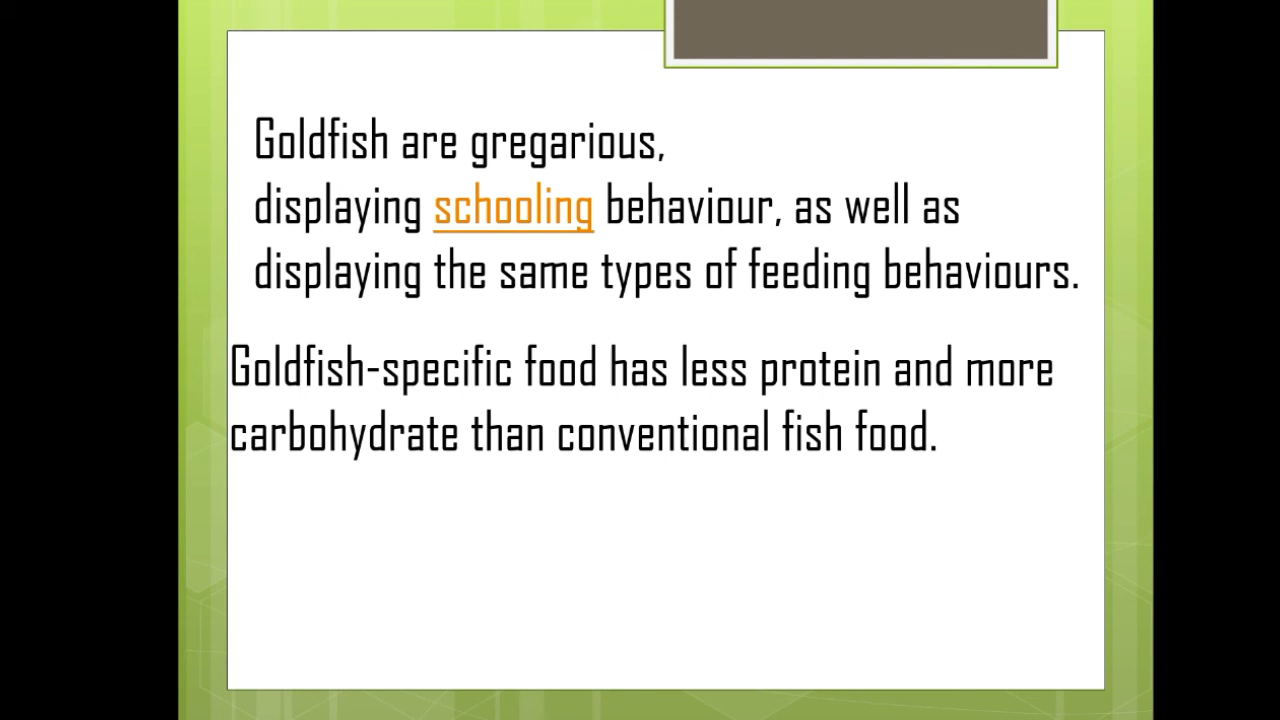 Goldfish are gregarious,
displaying schooling behaviour, as well as
displaying the same types of feeding behaviours.
Goldfish-specific food has less protein and more
carbohydrate than conventional fish food.